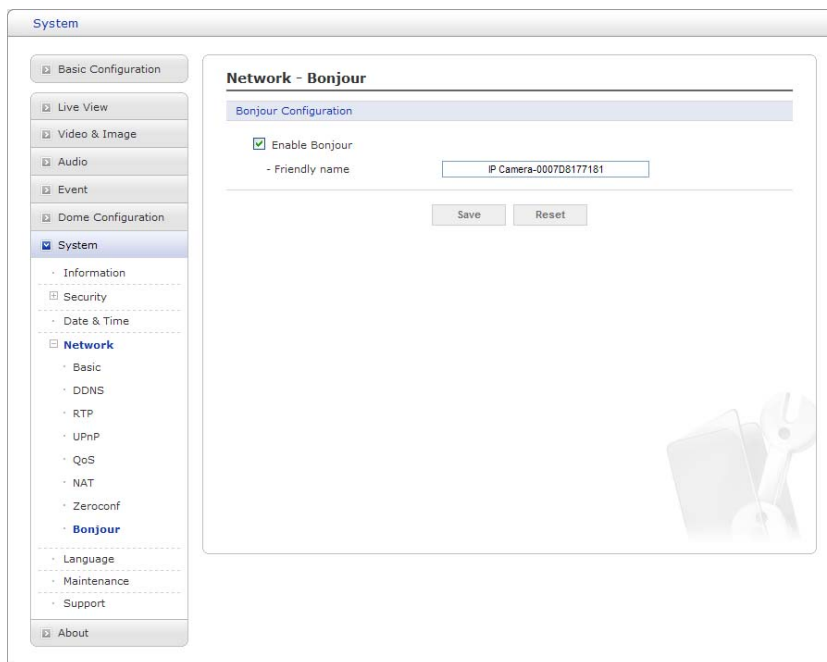 System
Basic Configuration
Live View
Video & Image
Audio
Event
Dome Configuration
System
Information
Security
Date & Time
Network
Basic
DDNS
RTP
UPnP
QoS
NAT
Zeroconf
Bonjour
Language
Maintenance
Support
About
Network - Bonjour
Bonjour Configuration
Enable Bonjour
- Friendly name IP Camera-0007D8177181
Save Reset